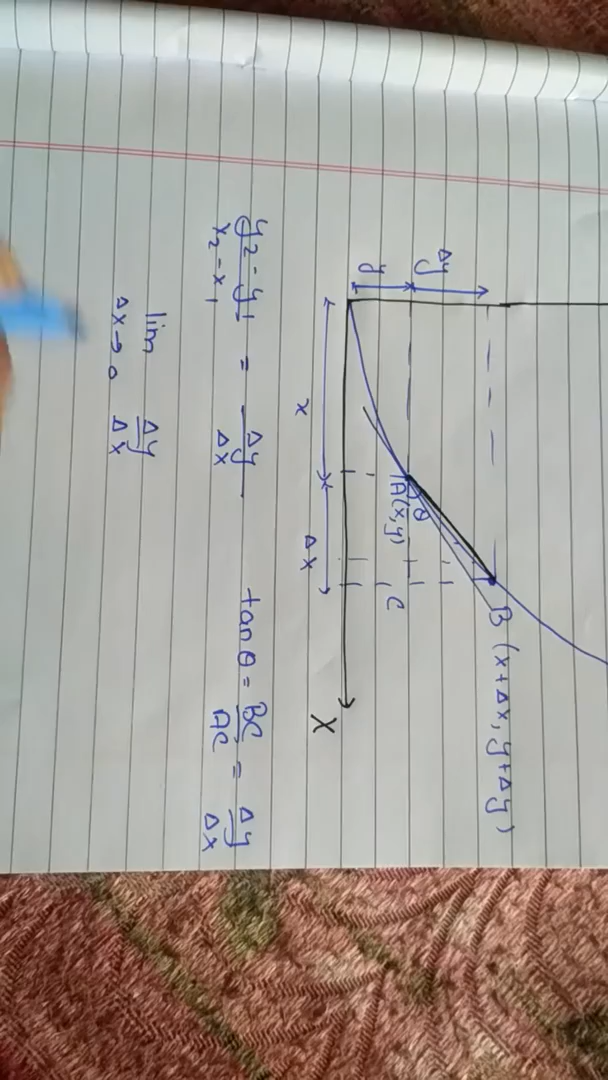 B (x+Δx, y+Δy)
Δy
θ
A(x,y)
C
y
x
Δx
X
y2-y1 / x2-x1 = Δy / Δx
tanθ = BC / AC = Δy / Δx
lim Δx→0 Δy / Δx